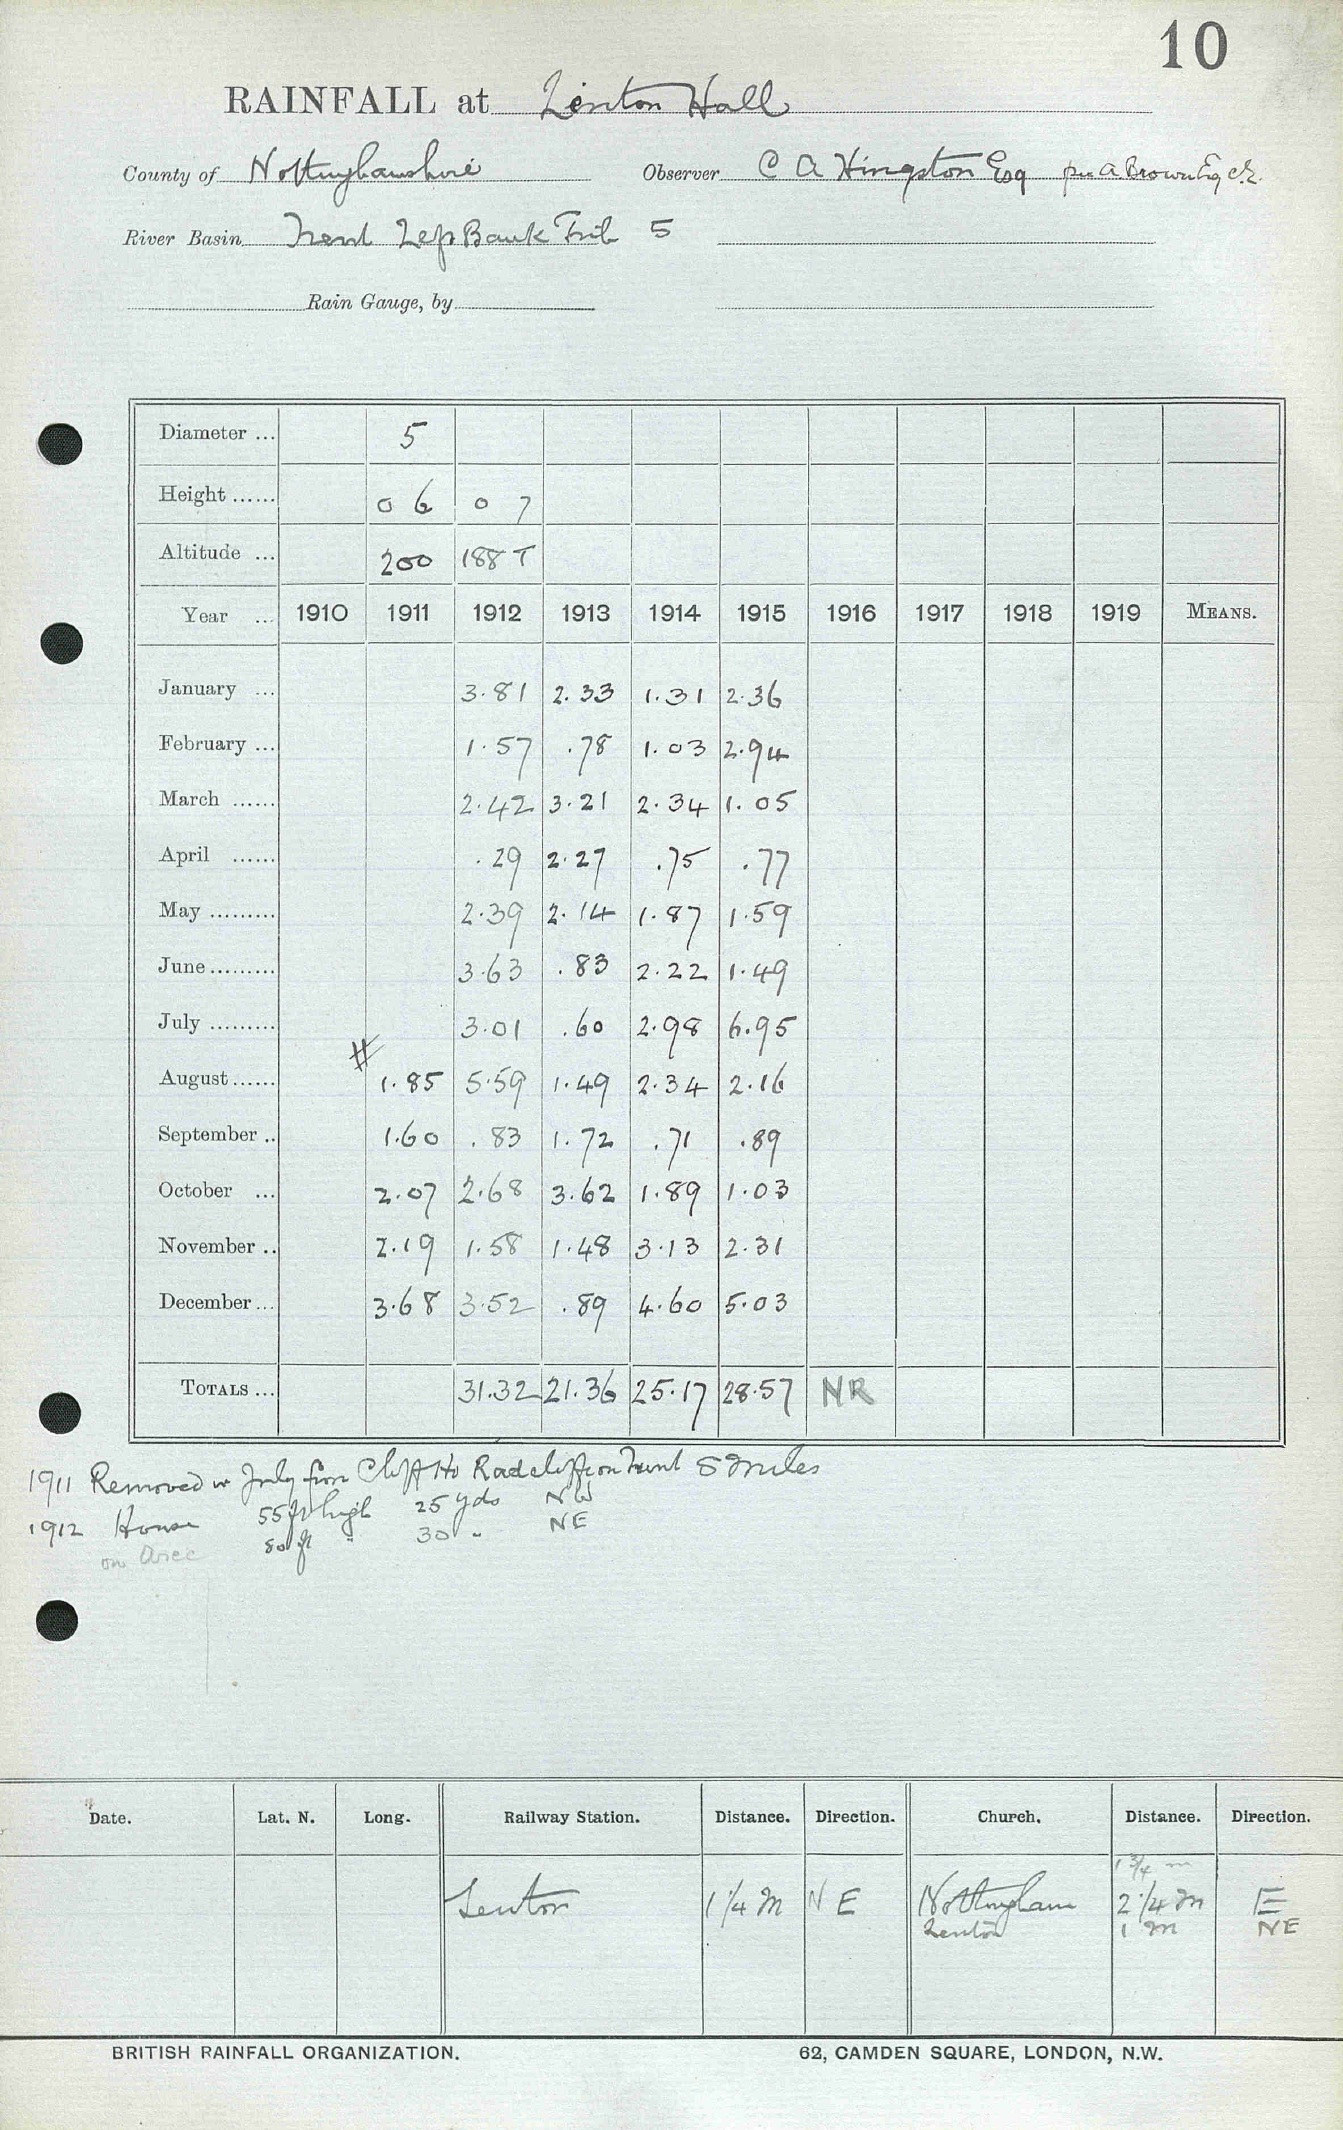 10
RAINFALL at Lenton Hall
County of Nottinghamshire Observer C A Hingston Esq per A Brown Esq C.E.
River Basin Trent Left Bank Trib 5
Rain Gauge, by
Diameter ... 5
Height ...... 0 6 0 7
Altitude ... 200 188 T
Year ... 1910 1911 1912 1913 1914 1915 1916 1917 1918 1919 MEANS.
January ... 3.81 2.33 1.31 2.36
February ... 1.57 .78 1.03 2.94
March ...... 2.42 3.21 2.34 1.05
April ...... .29 2.27 .75 .77
May ......... 2.39 2.14 1.87 1.59
June......... 3.63 .83 2.22 1.49
July ......... 3.01 .60 2.98 6.95
August...... # 1.85 5.59 1.49 2.34 2.16
September .. 1.60 .83 1.72 .71 .89
October ... 2.07 2.68 3.62 1.89 1.03
November .. 2.19 1.58 1.48 3.13 2.31
December... 3.68 3.52 .89 4.60 5.03
TOTALS ... 31.32 21.36 25.17 28.57 NR
1911 Removed in July from Cliff Ho Radcliffe on Trent 8 miles
1912 House 55 ft high 25 yds NW
80 ft " 30 " NE
Date. Lat. N. Long. Railway Station. Distance. Direction. Church. Distance. Direction.
1 3/4 m
Lenton 1 1/4 M N E Nottingham 2 1/4 M E
Lenton 1 m NE
BRITISH RAINFALL ORGANIZATION. 62, CAMDEN SQUARE, LONDON, N.W.